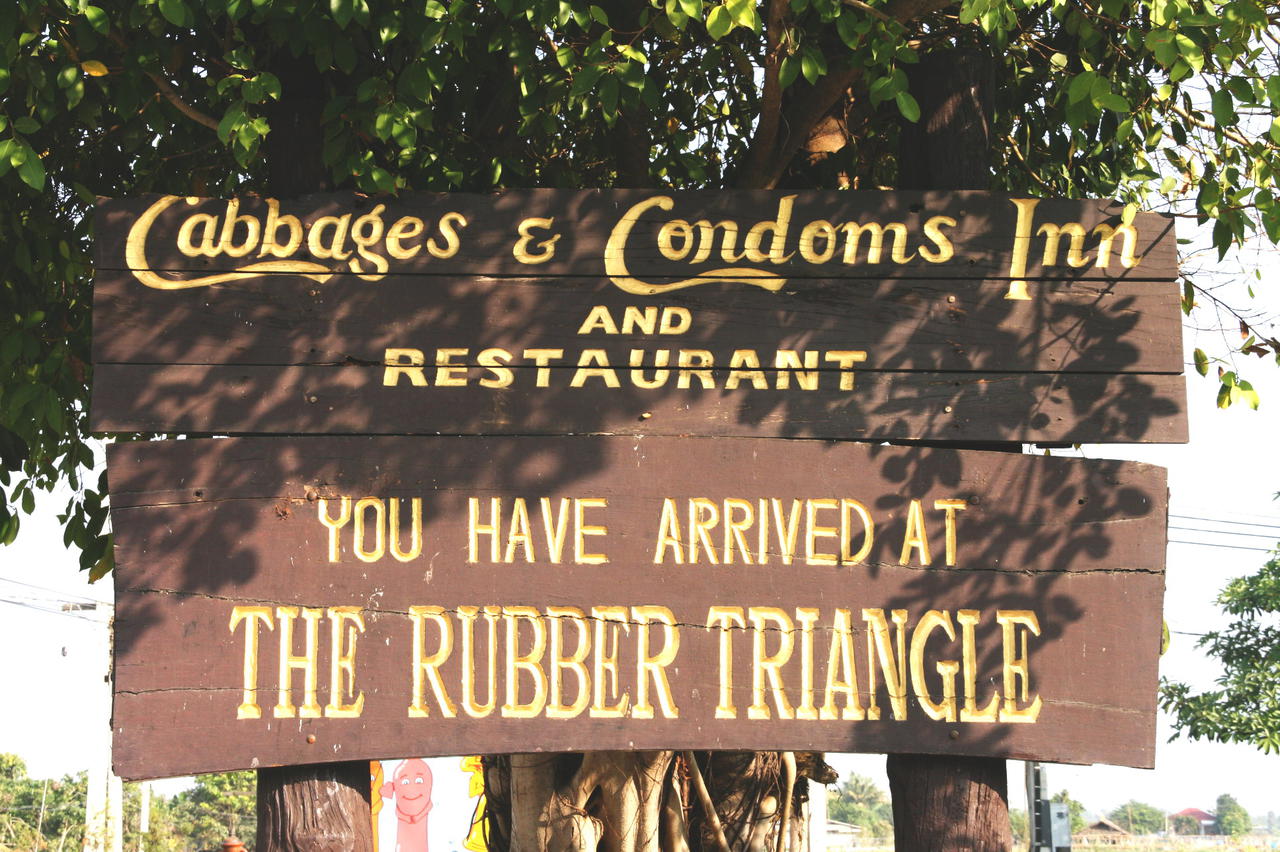 Cabbages & Condoms Inn
AND
RESTAURANT
YOU HAVE ARRIVED AT
THE RUBBER TRIANGLE